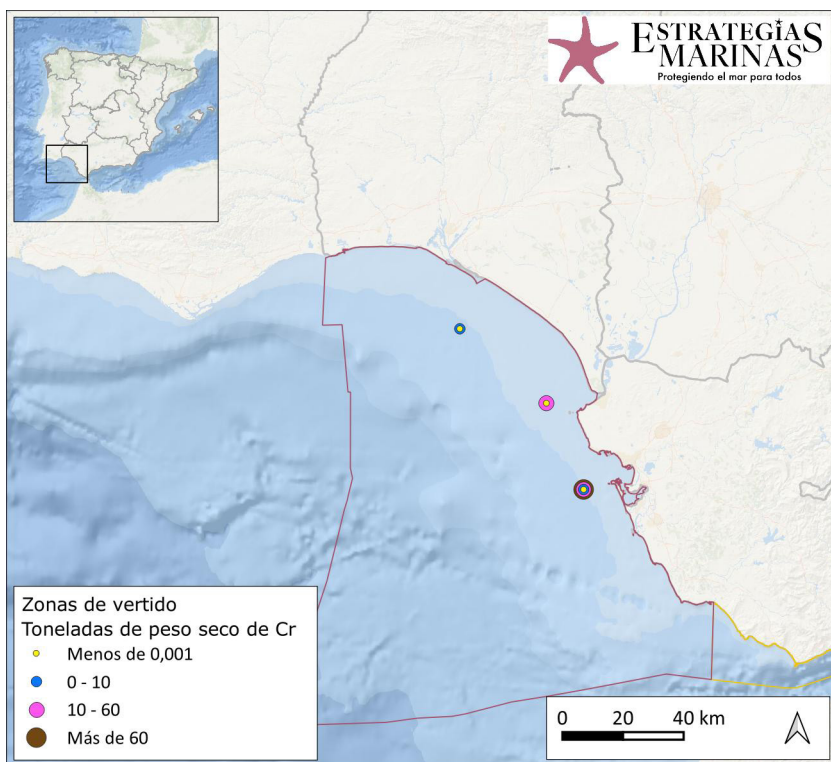 ESTRATEGIAS
MARINAS
Protegiendo el mar para todos
Zonas de vertido
Toneladas de peso seco de Cr
Menos de 0,001
0 - 10
10 - 60
Más de 60
0 20 40 km